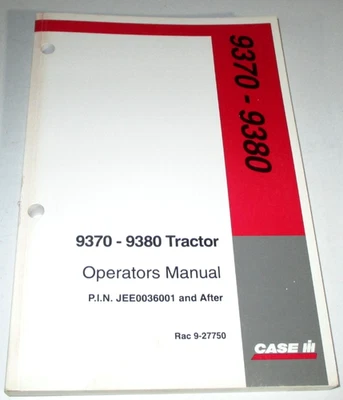 9370 - 9380
9370 - 9380 Tractor
Operators Manual
P.I.N. JEE0036001 and After
Rac 9-27750
CASE IH